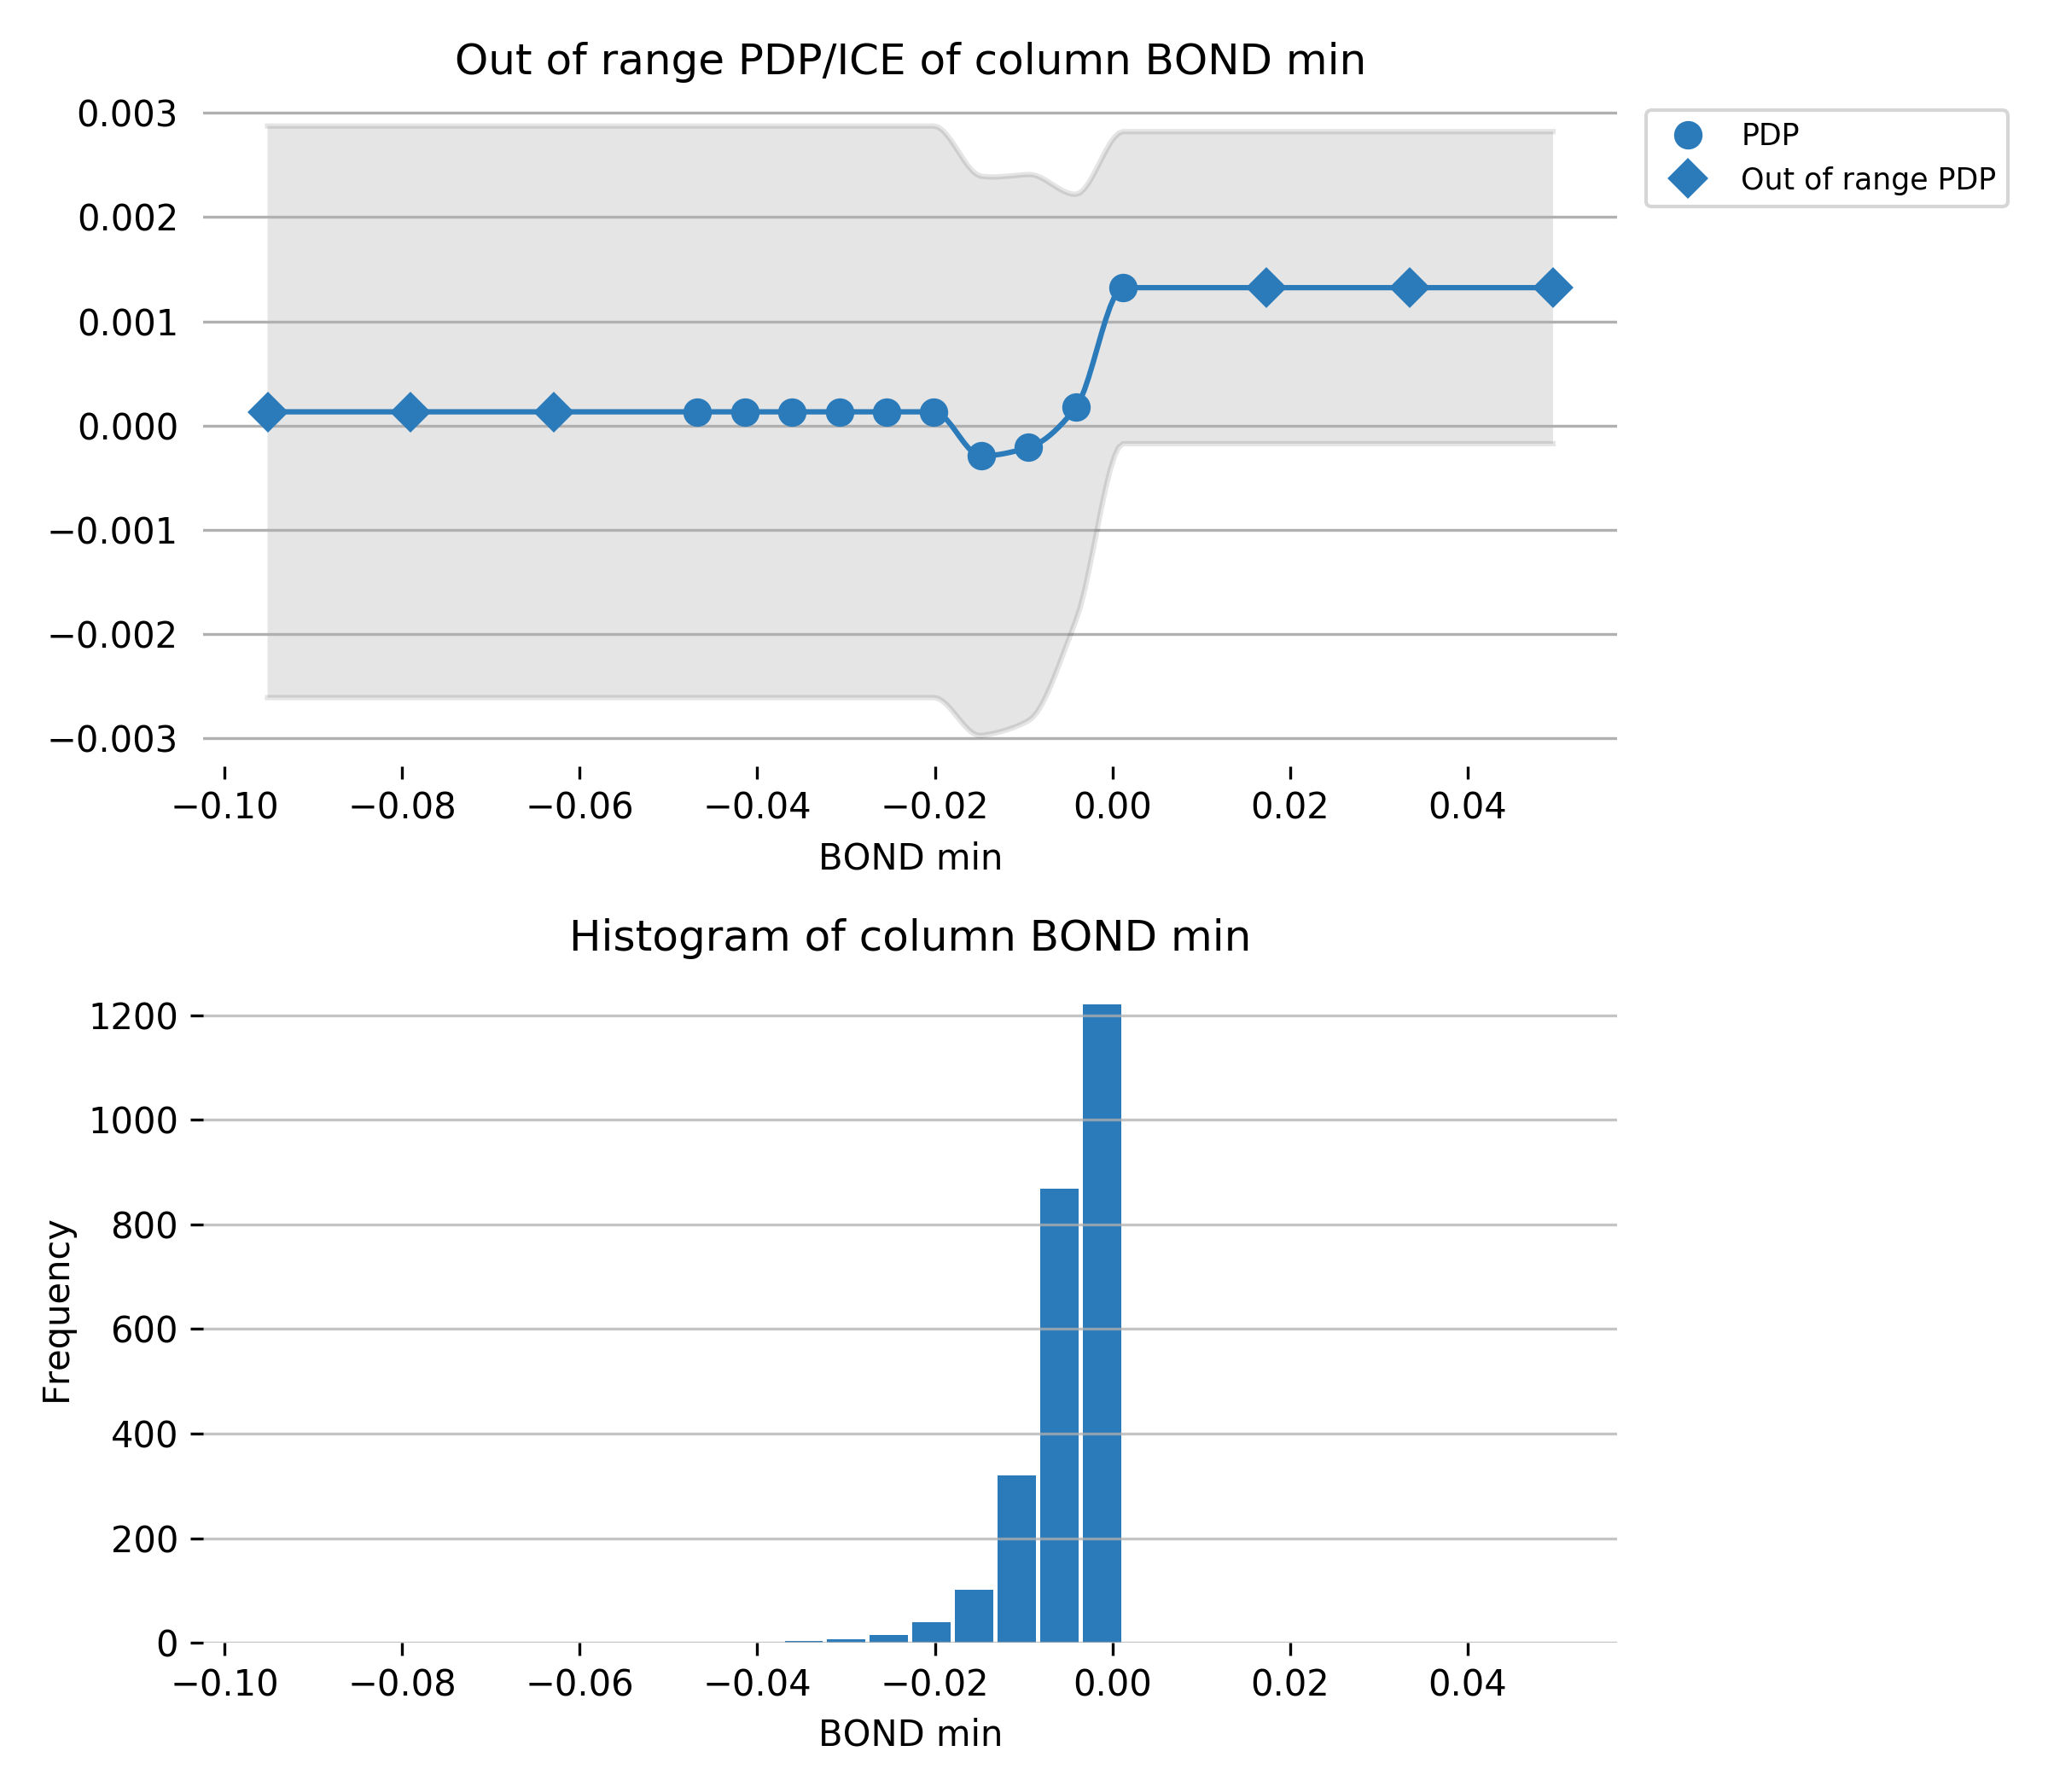 Out of range PDP/ICE of column BOND min
0.003
0.002
0.001
0.000
−0.001
−0.002
−0.003
−0.10 −0.08 −0.06 −0.04 −0.02 0.00 0.02 0.04
BOND min
PDP
Out of range PDP
Histogram of column BOND min
1200
1000
800
600
400
200
0
Frequency
−0.10 −0.08 −0.06 −0.04 −0.02 0.00 0.02 0.04
BOND min